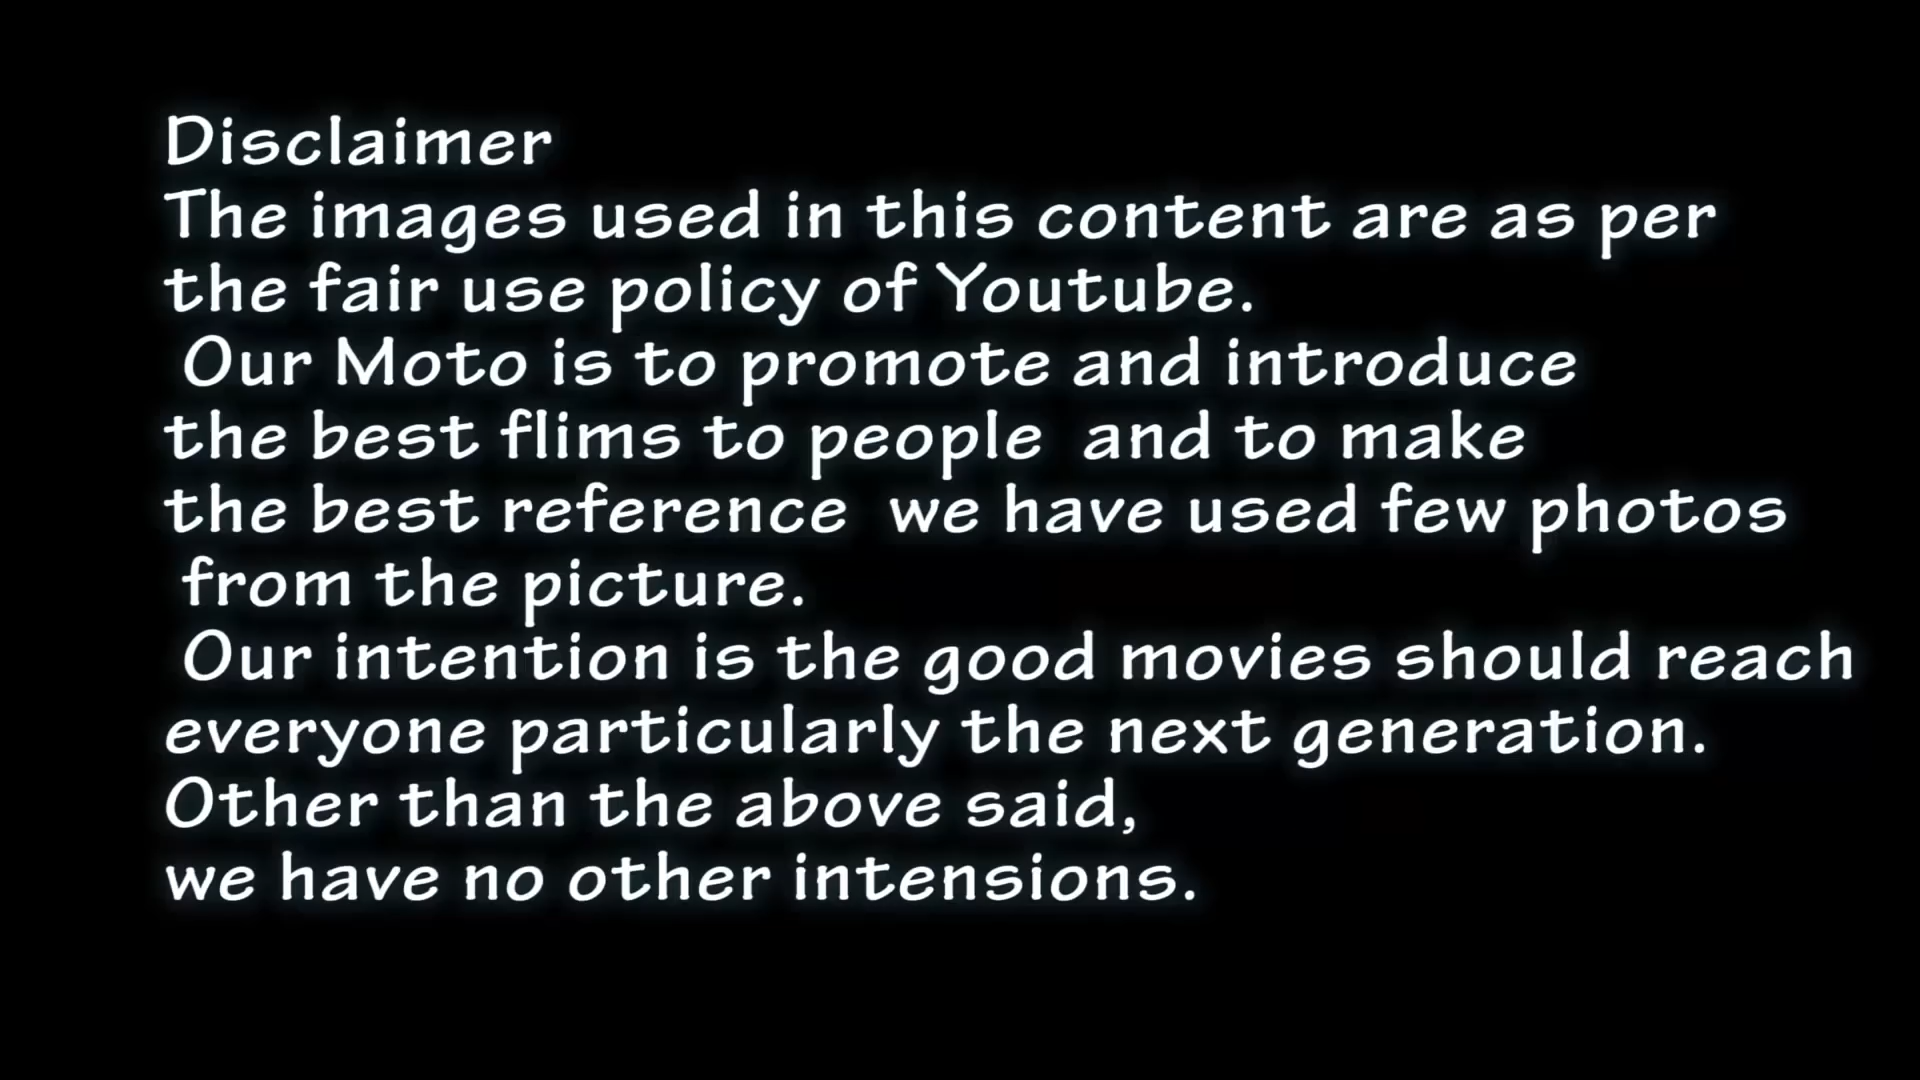 Disclaimer
The images used in this content are as per
the fair use policy of Youtube.
Our Moto is to promote and introduce
the best flims to people and to make
the best reference we have used few photos
from the picture.
Our intention is the good movies should reach
everyone particularly the next generation.
Other than the above said,
we have no other intensions.